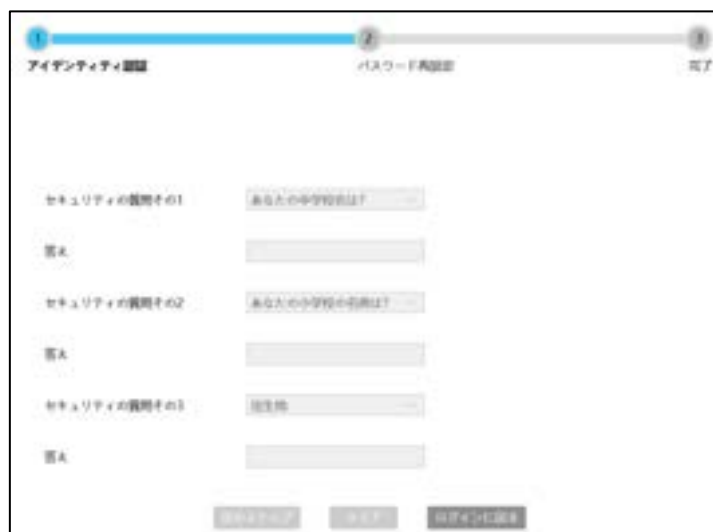 1 2 3
アイデンティティ認証 パスワード再設定 完了
セキュリティの質問その1 あなたの中学校名は?
答え
セキュリティの質問その2 あなたの小学校の名前は?
答え
セキュリティの質問その3 出生地
答え
ログインに戻る